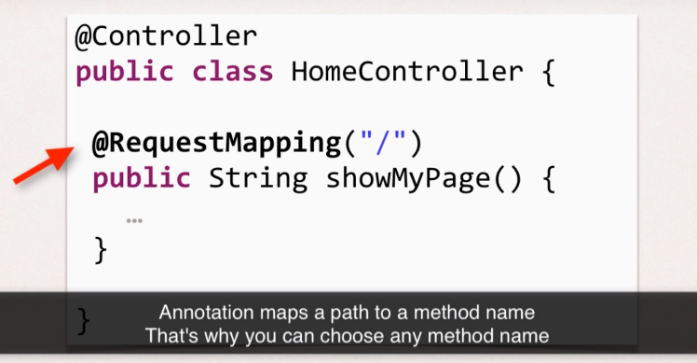 @Controller
public class HomeController {
@RequestMapping("/")
public String showMyPage() {
…
}
}
Annotation maps a path to a method name
That's why you can choose any method name